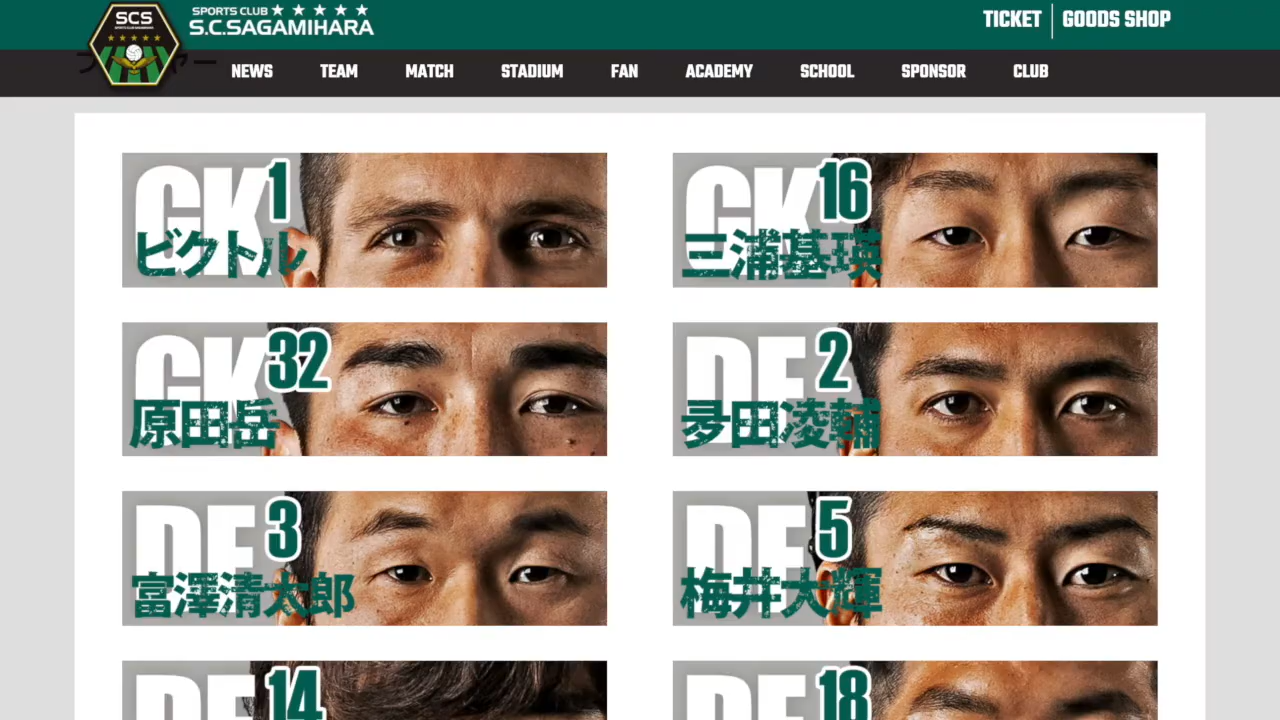 SCS
SPORTS CLUB
S.C.SAGAMIHARA
TICKET
GOODS SHOP
NEWS
TEAM
MATCH
STADIUM
FAN
ACADEMY
SCHOOL
SPONSOR
CLUB
GK
1
ビクトル
GK
16
三浦基瑛
GK
32
原田岳
DF
2
夛田凌輔
DF
3
富澤清太郎
DF
5
梅井大輝
DF
14
DF
18